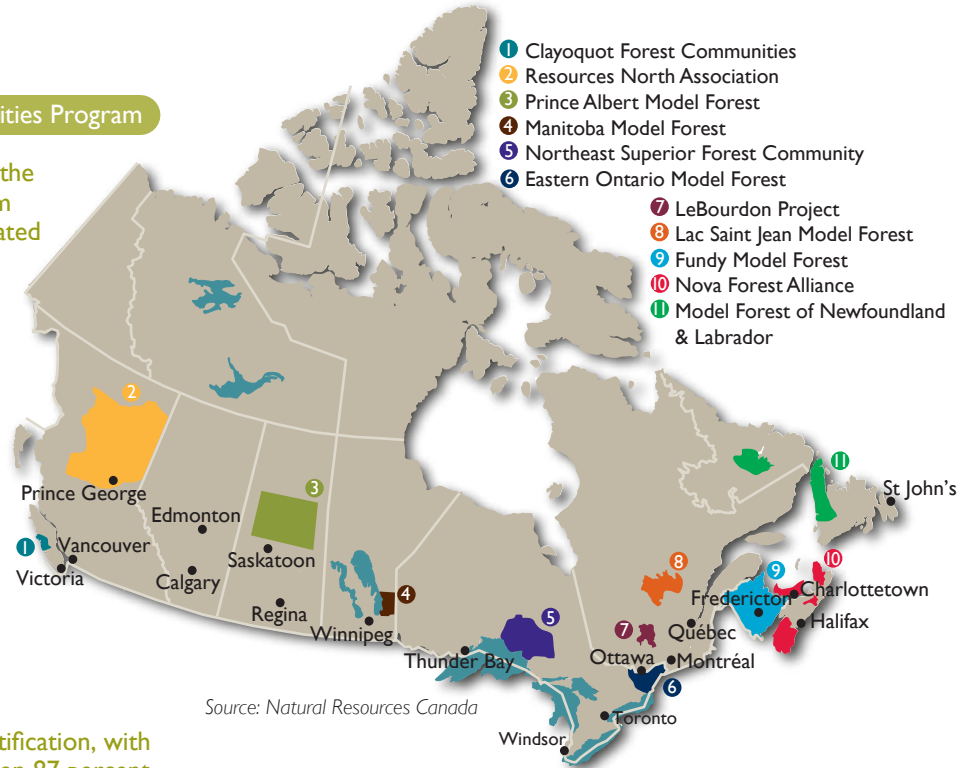 ities Program
the
m
ated
1 Clayoquot Forest Communities
2 Resources North Association
3 Prince Albert Model Forest
4 Manitoba Model Forest
5 Northeast Superior Forest Community
6 Eastern Ontario Model Forest
7 LeBourdon Project
8 Lac Saint Jean Model Forest
9 Fundy Model Forest
10 Nova Forest Alliance
11 Model Forest of Newfoundland
& Labrador
2
Prince George
Edmonton
3
11
St John's
1
Vancouver
Victoria
Calgary
Saskatoon
Regina
Winnipeg
4
Thunder Bay
5
8
7
Québec
Ottawa
Montréal
6
9
Fredericton
10
Charlottetown
Halifax
Toronto
Windsor
Source: Natural Resources Canada
tification, with
an 87 percent